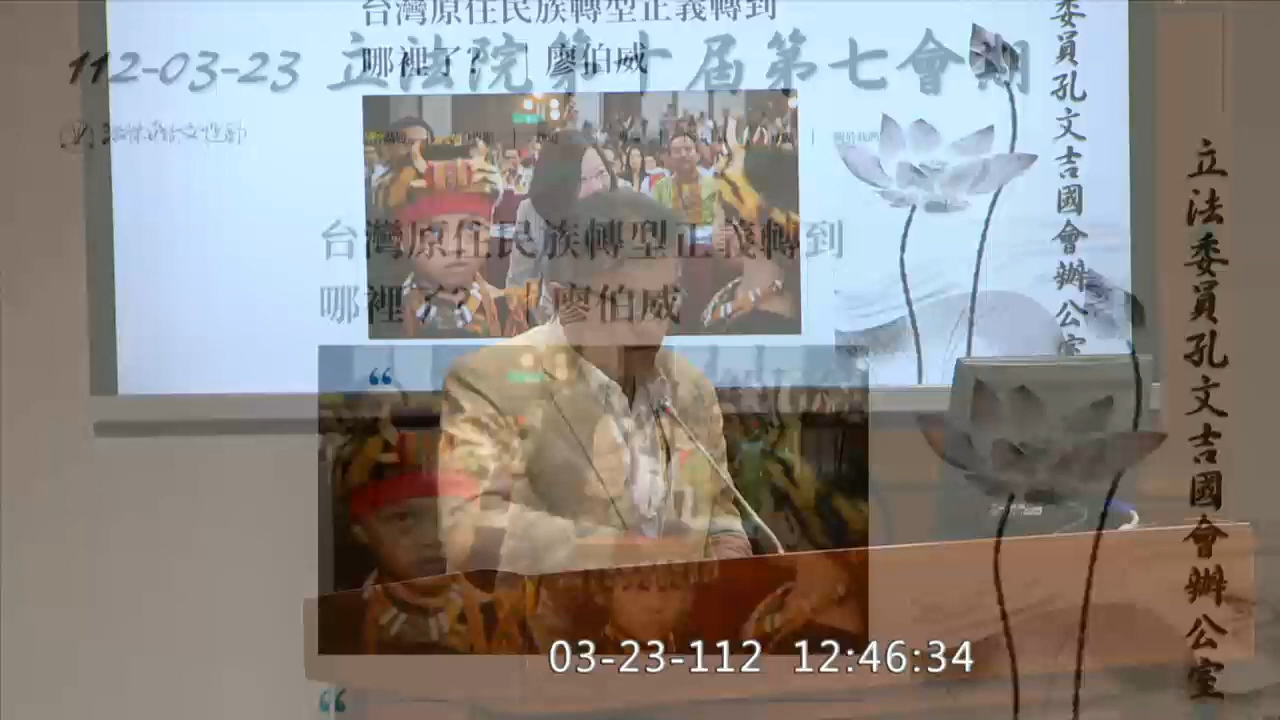 台灣原住民族轉型正義轉到
哪裡了？｜廖伯威
委員孔文吉國會辦公室
112-03-23 立法院第十屆第七會期
台灣原住民族轉型正義轉到
哪裡了？｜廖伯威
立法委員孔文吉國會辦公室
03-23-112 12:46:34